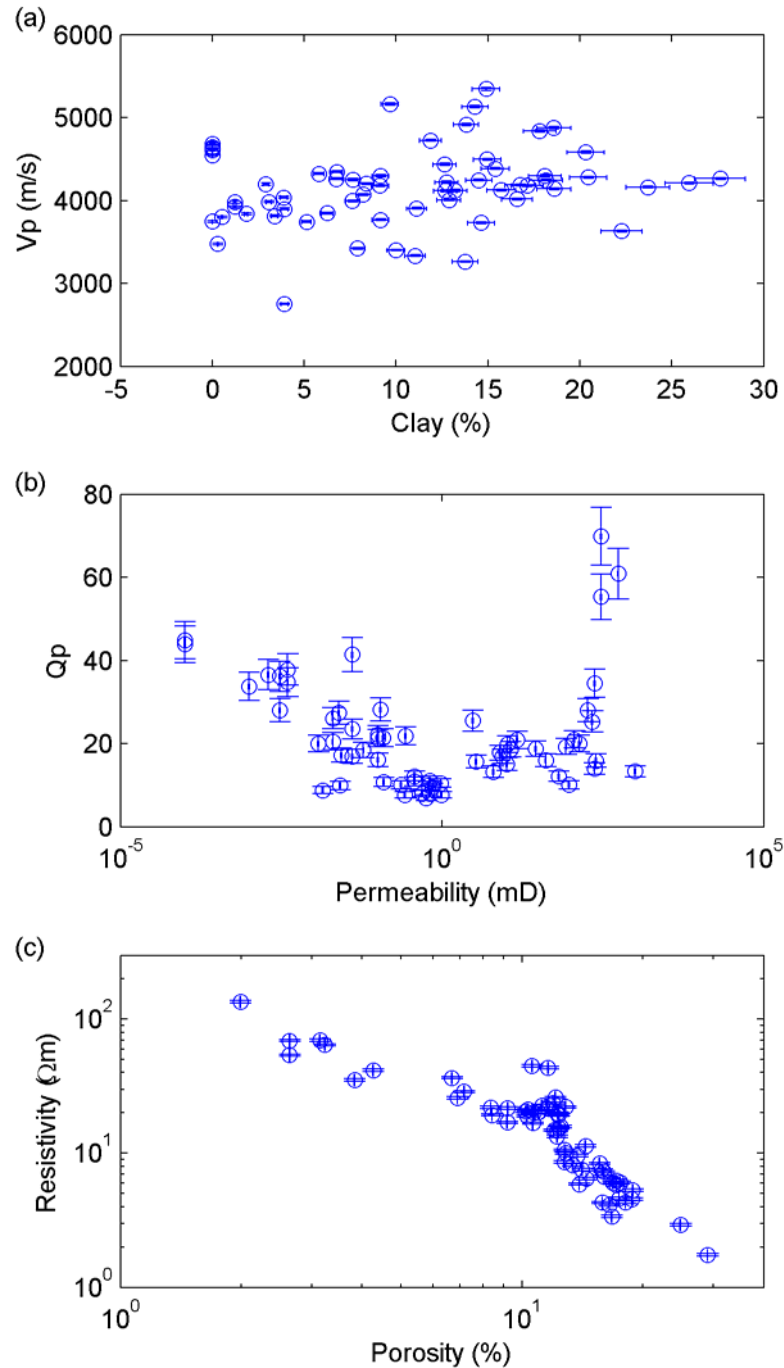 (a)
6000
5000
4000
3000
2000
Vp (m/s)
-5 0 5 10 15 20 25 30
Clay (%)
(b)
80
60
40
20
0
Qp
10^-5 10^0 10^5
Permeability (mD)
(c)
10^2
10^1
10^0
Resistivity (Ωm)
10^0 10^1
Porosity (%)